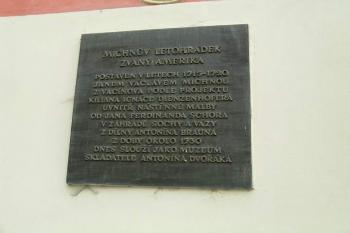 MICHNŮV LETOHRÁDEK
ZVANÝ AMERIKA
POSTAVEN V LETECH 1717-1720
JANEM VÁCLAVEM MICHNOU
Z VACÍNOVA PODLE PROJEKTU
KILIÁNA IGNÁCE DIENZENHOFERA
UVNITŘ NÁSTĚNNÉ MALBY
OD JANA FERDINANDA SCHORA
V ZAHRADĚ SOCHY A VÁZY
Z DÍLNY ANTONÍNA BRAUNA
Z DOBY OKOLO 1730
DNES SLOUŽÍ JAKO MUZEUM
SKLADATELE ANTONÍNA DVOŘÁKA